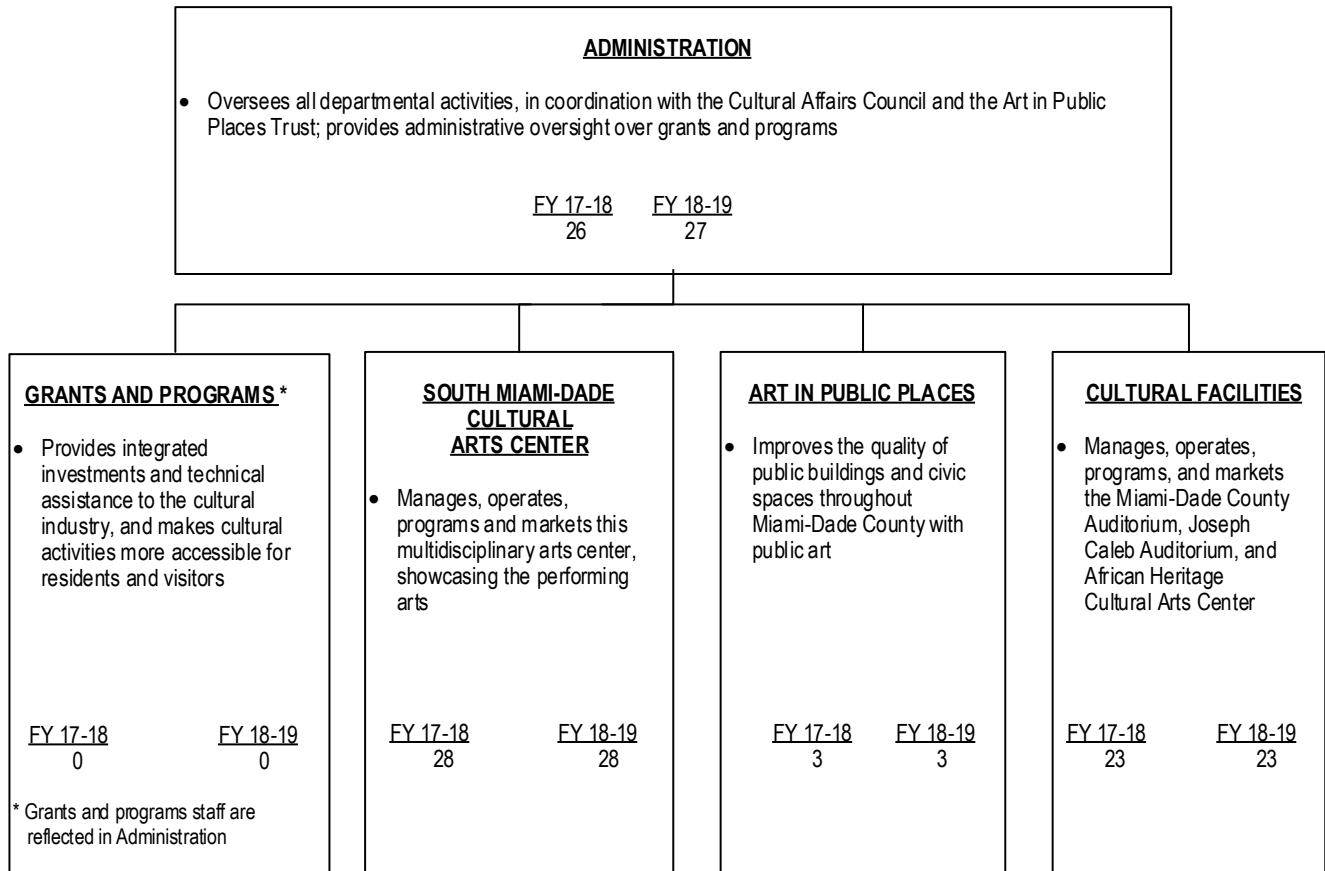 ADMINISTRATION
• Oversees all departmental activities, in coordination with the Cultural Affairs Council and the Art in Public
Places Trust; provides administrative oversight over grants and programs
FY 17-18 FY 18-19
26 27
GRANTS AND PROGRAMS *
• Provides integrated
investments and technical
assistance to the cultural
industry, and makes cultural
activities more accessible for
residents and visitors
FY 17-18 FY 18-19
0 0
* Grants and programs staff are
reflected in Administration
SOUTH MIAMI-DADE
CULTURAL
ARTS CENTER
• Manages, operates,
programs and markets this
multidisciplinary arts center,
showcasing the performing
arts
FY 17-18 FY 18-19
28 28
ART IN PUBLIC PLACES
• Improves the quality of
public buildings and civic
spaces throughout
Miami-Dade County with
public art
FY 17-18 FY 18-19
3 3
CULTURAL FACILITIES
• Manages, operates,
programs, and markets
the Miami-Dade County
Auditorium, Joseph
Caleb Auditorium, and
African Heritage
Cultural Arts Center
FY 17-18 FY 18-19
23 23